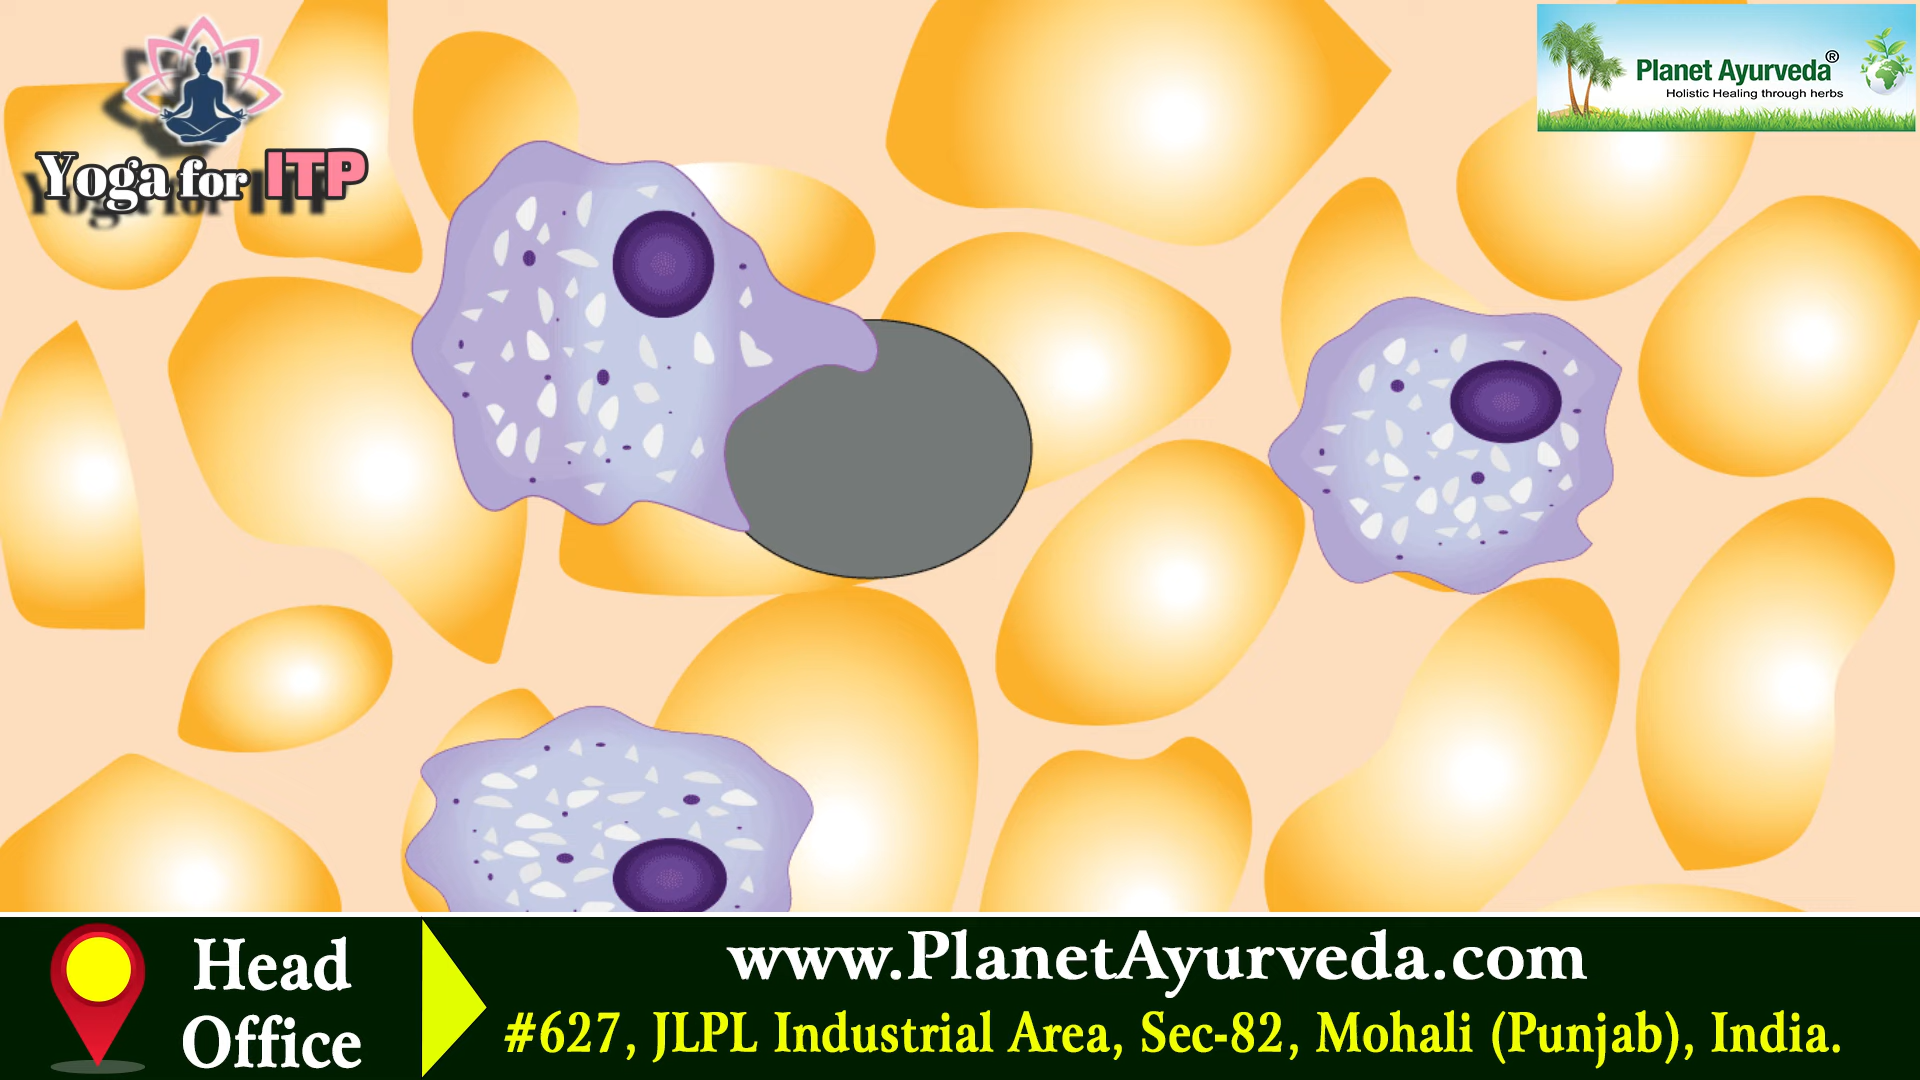 Yoga for ITP
Planet Ayurveda®
Holistic Healing through herbs
Head
Office
www.PlanetAyurveda.com
#627, JLPL Industrial Area, Sec-82, Mohali (Punjab), India.